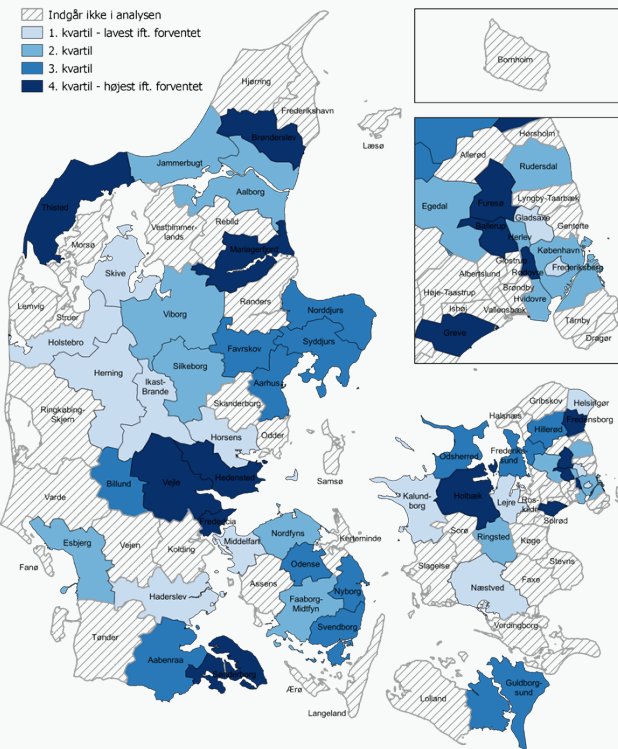 Indgår ikke i analysen
1. kvartil - lavest ift. forventet
2. kvartil
3. kvartil
4. kvartil - højest ift. forventet
Hjørring
Frederikshavn
Brønderslev
Læsø
Jammerbugt
Thisted
Aalborg
Rebild
Vesthimmer-
lands
Morsø
Mariagerfjord
Skive
Lemvig
Struer
Randers
Viborg
Norddjurs
Holstebro
Favrskov
Syddjurs
Herning
Silkeborg
Ikast-
Brande
Aarhus
Skanderborg
Ringkøbing-
Skjern
Odder
Horsens
Samsø
Hedensted
Billund
Vejle
Varde
Fredericia
Esbjerg
Vejen
Kolding
Middelfart
Nordfyns
Kerteminde
Fanø
Odense
Assens
Haderslev
Nyborg
Faaborg-
Midtfyn
Svendborg
Tønder
Aabenraa
Sønderborg
Ærø
Langeland
Bornholm
Hørsholm
Allerød
Rudersdal
Furesø
Lyngby-Taarbæk
Egedal
Gladsaxe
Ballerup
Gentofte
Herlev
København
Glostrup
Frederiksberg
Rødovre
Albertslund
Brøndby
Høje-Taastrup
Hvidovre
Ishøj
Vallensbæk
Tårnby
Greve
Dragør
Gribskov
Helsingør
Halsnæs
Fredensborg
Hillerød
Frederiks-
sund
Odsherred
Kalund-
borg
Holbæk
Lejre
Ros-
kilde
Solrød
Sorø
Ringsted
Køge
Slagelse
Stevns
Faxe
Næstved
Vordingborg
Guldborg-
sund
Lolland